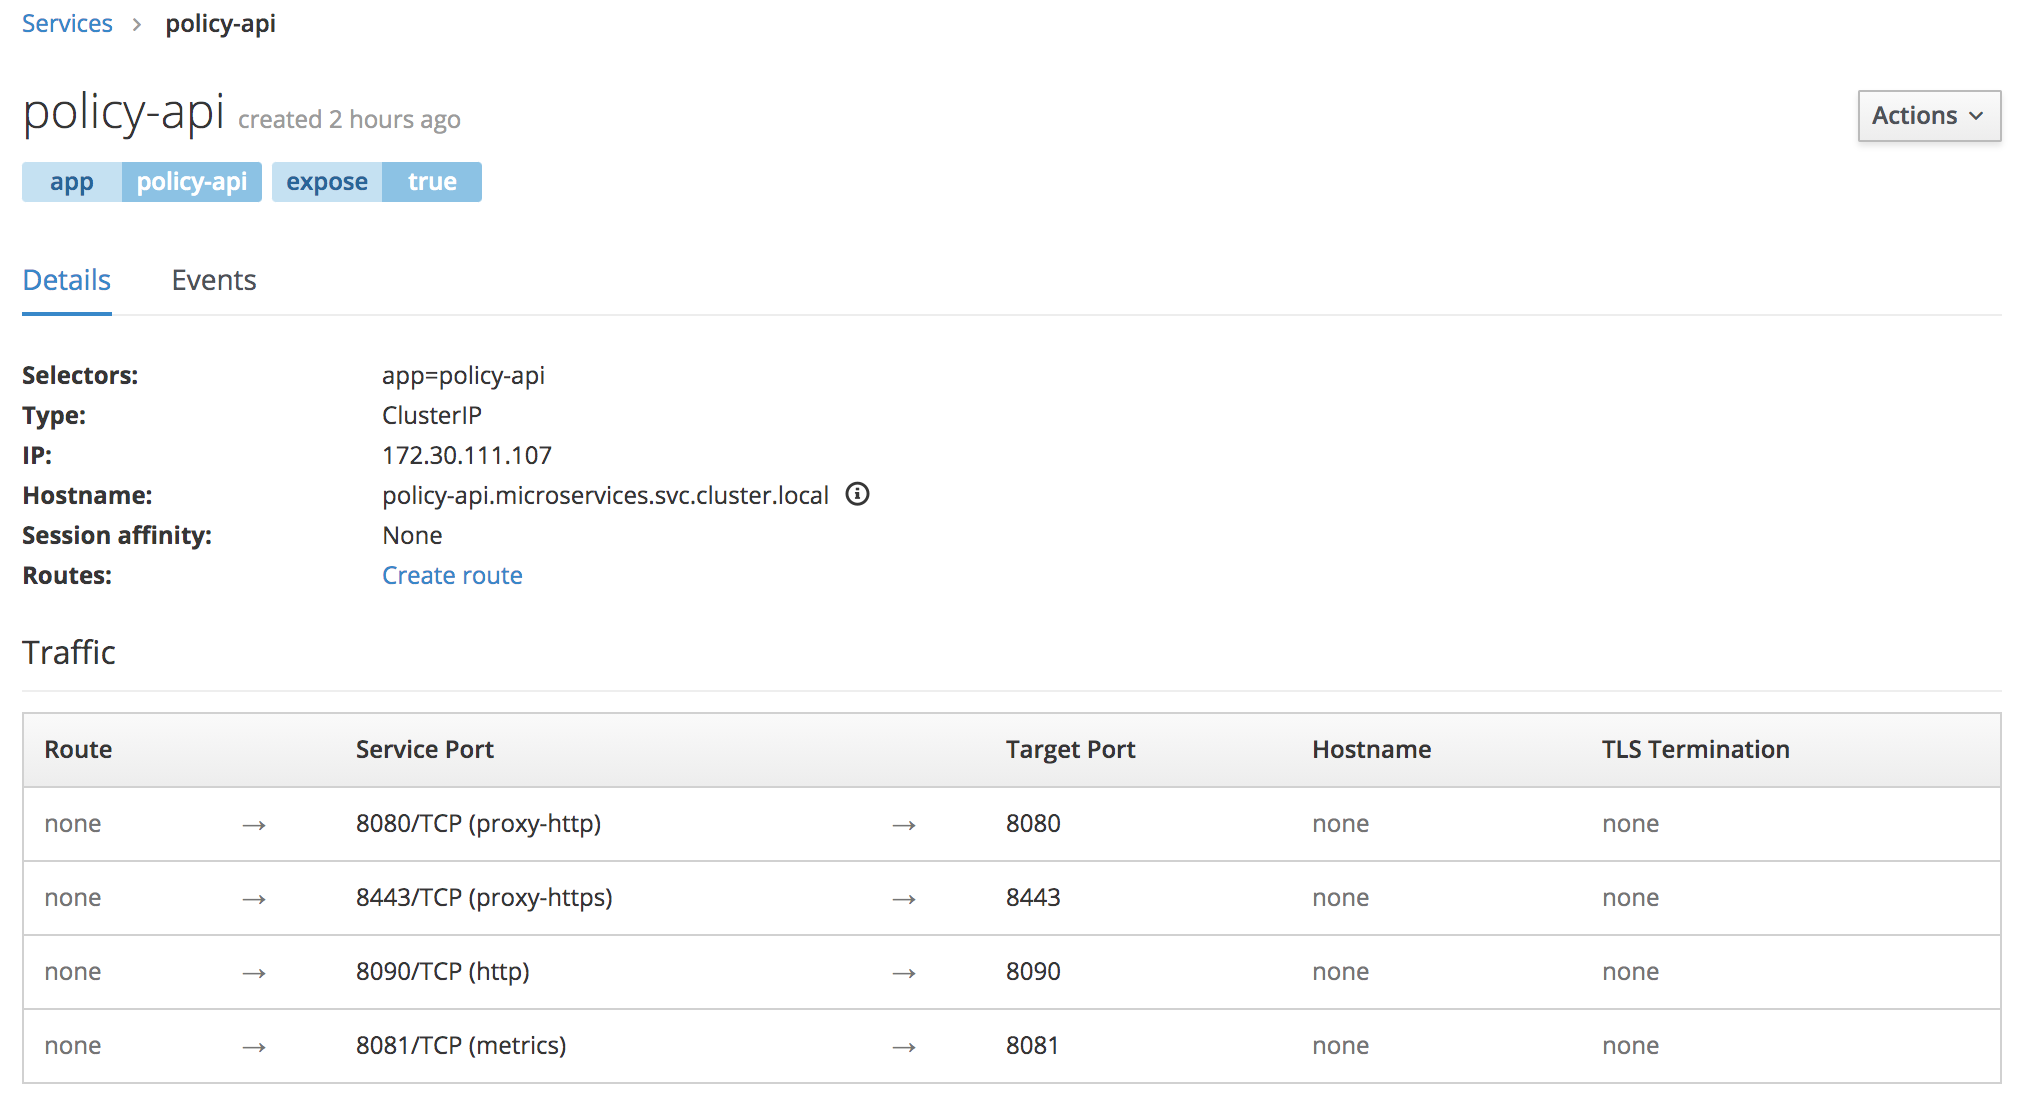 Services > policy-api
policy-api created 2 hours ago
Actions
app policy-api expose true
Details Events
Selectors: app=policy-api
Type: ClusterIP
IP: 172.30.111.107
Hostname: policy-api.microservices.svc.cluster.local
Session affinity: None
Routes: Create route
Traffic
Route Service Port Target Port Hostname TLS Termination
none → 8080/TCP (proxy-http) → 8080 none none
none → 8443/TCP (proxy-https) → 8443 none none
none → 8090/TCP (http) → 8090 none none
none → 8081/TCP (metrics) → 8081 none none